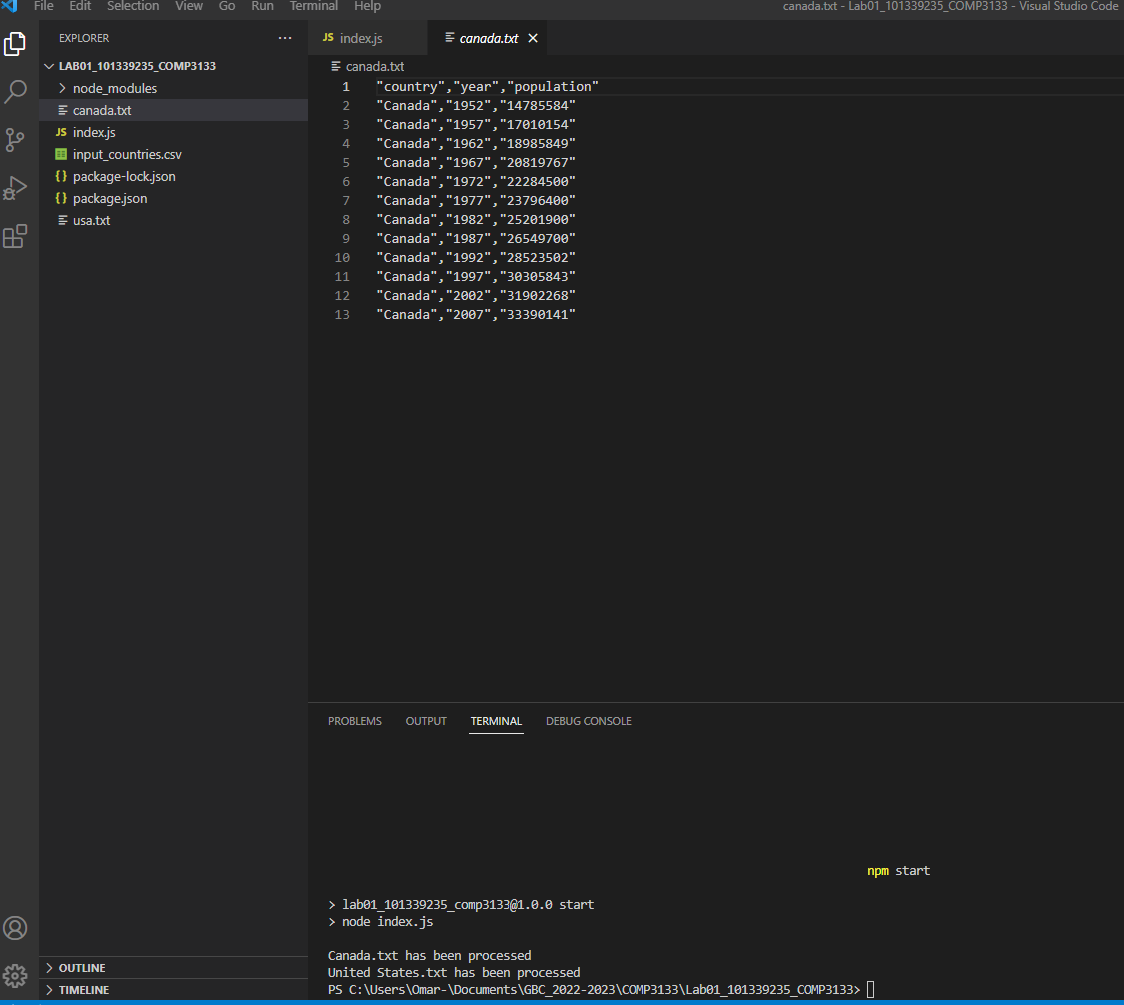 File Edit Selection View Go Run Terminal Help canada.txt - Lab01_101339235_COMP3133 - Visual Studio Code
EXPLORER
LAB01_101339235_COMP3133
node_modules
canada.txt
JS index.js
input_countries.csv
{} package-lock.json
{} package.json
usa.txt
OUTLINE
TIMELINE
JS index.js canada.txt
canada.txt
1 "country","year","population"
2 "Canada","1952","14785584"
3 "Canada","1957","17010154"
4 "Canada","1962","18985849"
5 "Canada","1967","20819767"
6 "Canada","1972","22284500"
7 "Canada","1977","23796400"
8 "Canada","1982","25201900"
9 "Canada","1987","26549700"
10 "Canada","1992","28523502"
11 "Canada","1997","30305843"
12 "Canada","2002","31902268"
13 "Canada","2007","33390141"
PROBLEMS OUTPUT TERMINAL DEBUG CONSOLE
npm start
> lab01_101339235_comp3133@1.0.0 start
> node index.js
Canada.txt has been processed
United States.txt has been processed
PS C:\Users\Omar-\Documents\GBC_2022-2023\COMP3133\Lab01_101339235_COMP3133>